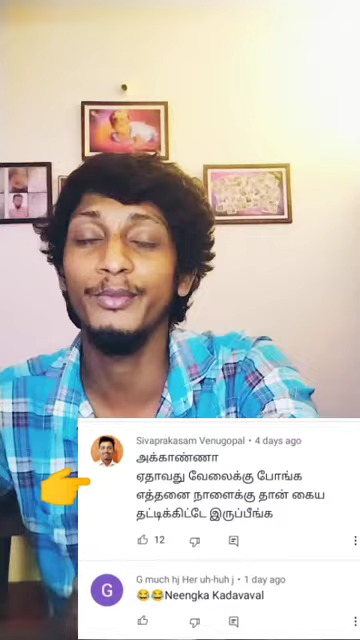 Sivaprakasam Venugopal • 4 days ago
அக்காண்ணா
ஏதாவது வேலைக்கு போங்க
எத்தனை நாளைக்கு தான் கைய
தட்டிக்கிட்டே இருப்பீங்க
12
G
G much hj Her uh-huh j • 1 day ago
😂😂Neengka Kadavaval